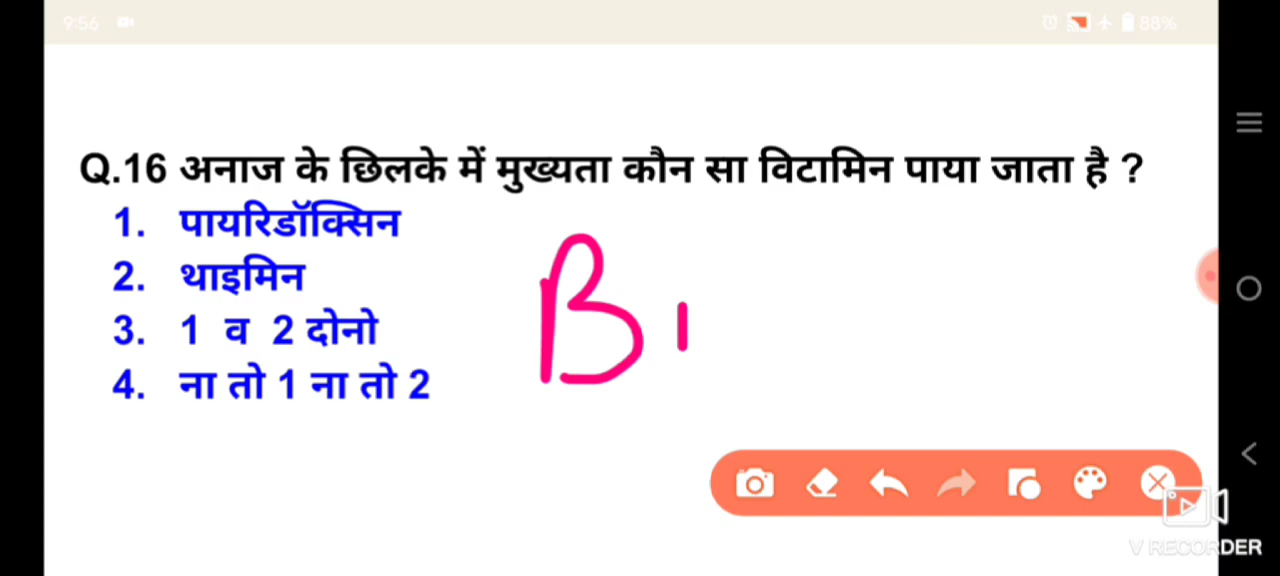 9:56
88%
Q.16 अनाज के छिलके में मुख्यता कौन सा विटामिन पाया जाता है ?
1. पायरिडॉक्सिन
2. थाइमिन
3. 1 व 2 दोनो
4. ना तो 1 ना तो 2
B1
V RECORDER